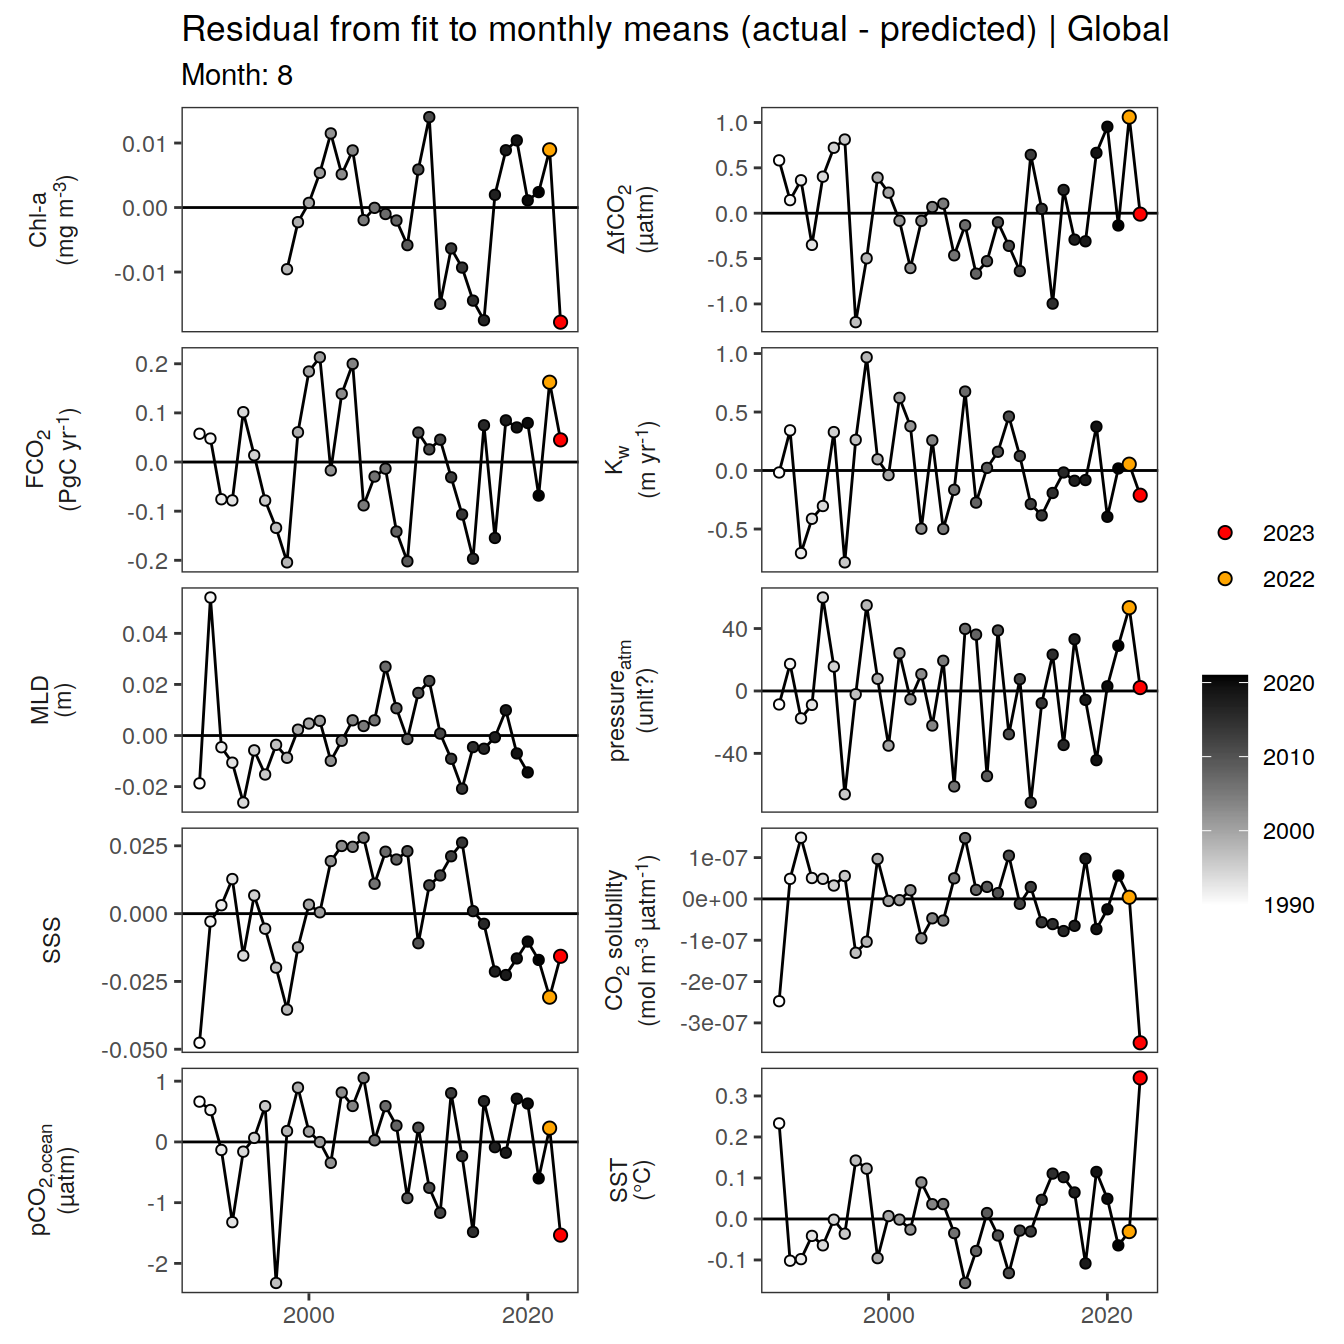 Residual from fit to monthly means (actual - predicted) | Global
Month: 8
Chl-a
(mg m⁻³)
0.01
0.00
-0.01
ΔfCO₂
(µatm)
1.0
0.5
0.0
-0.5
-1.0
FCO₂
(PgC yr⁻¹)
0.2
0.1
0.0
-0.1
-0.2
K_w
(m yr⁻¹)
1.0
0.5
0.0
-0.5
MLD
(m)
0.04
0.02
0.00
-0.02
pressure_atm
(unit?)
40
0
-40
SSS
0.025
0.000
-0.025
-0.050
CO₂ solubility
(mol m⁻³ µatm⁻¹)
1e-07
0e+00
-1e-07
-2e-07
-3e-07
pCO₂,ocean
(µatm)
1
0
-1
-2
2000 2020
SST
(°C)
0.3
0.2
0.1
0.0
-0.1
2000 2020
2023
2022
2020
2010
2000
1990